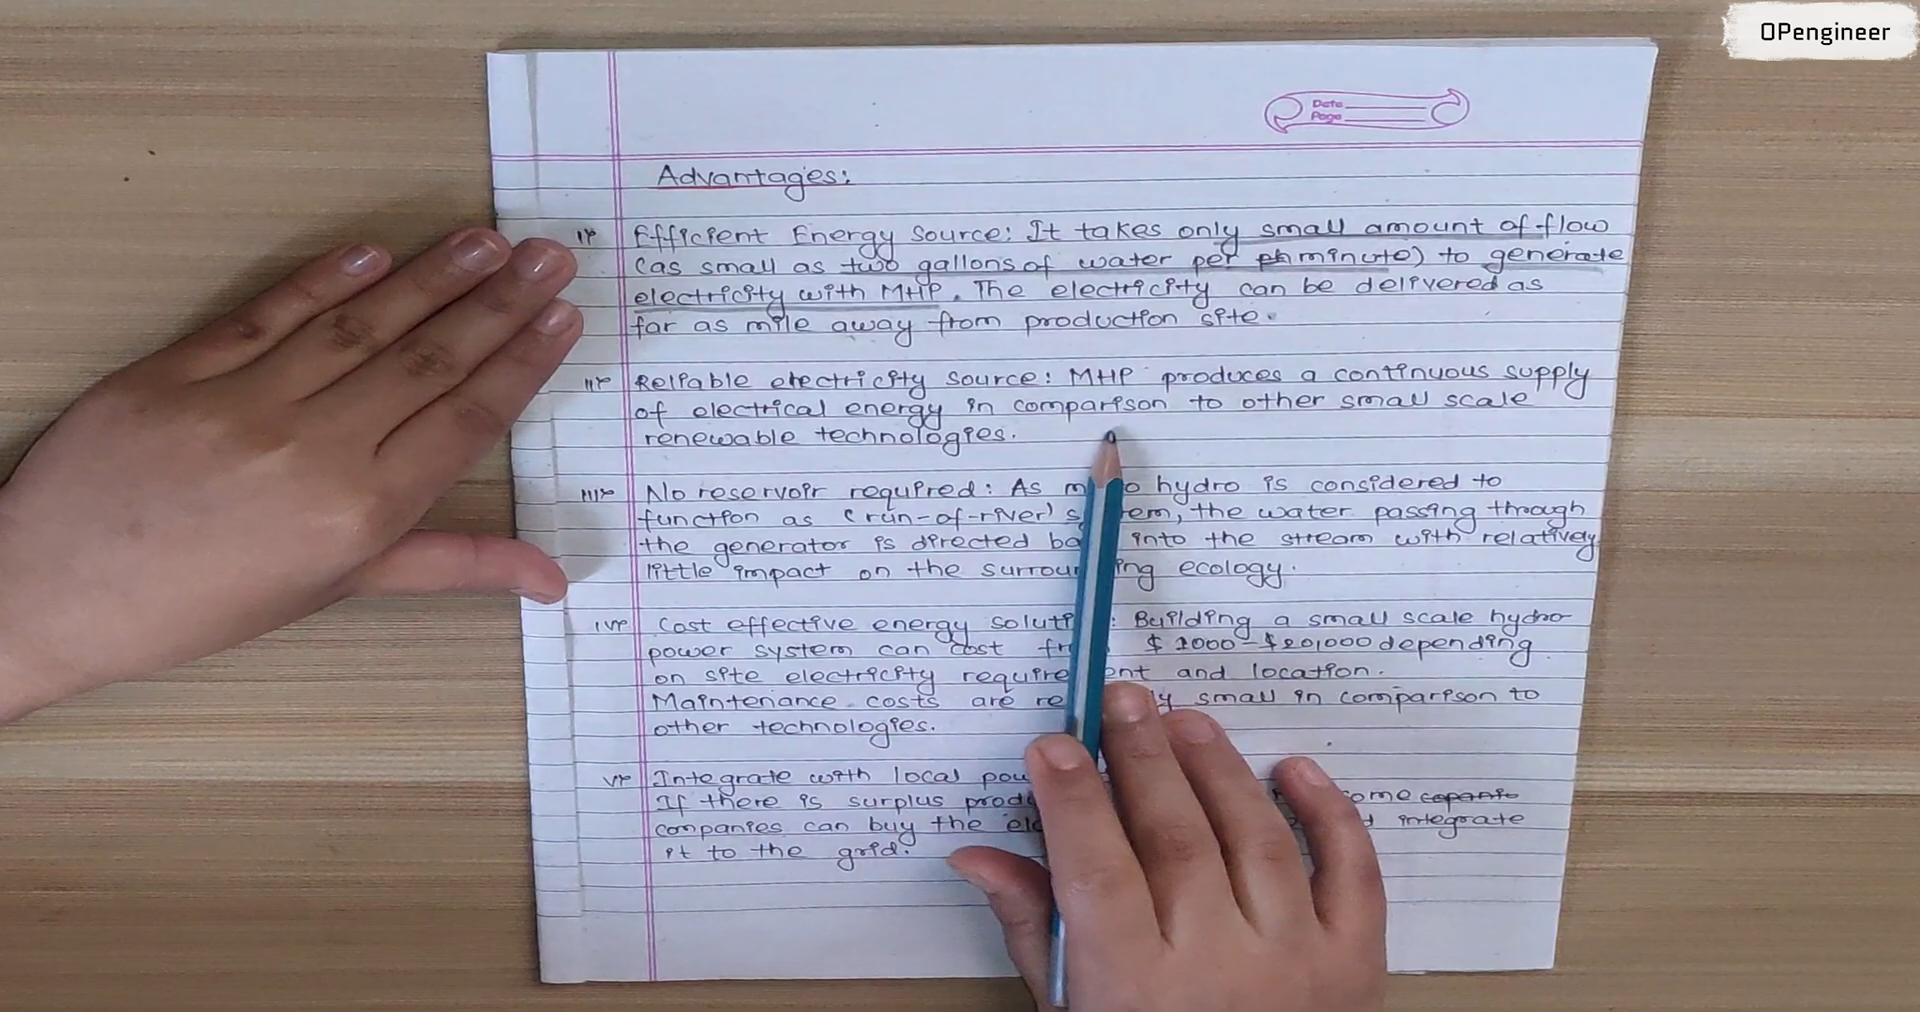 OPengineer
Date
Page
Advantages:
i) Efficient Energy Source: It takes only small amount of flow
(as small as two gallons of water per minute) to generate
electricity with MHP. The electricity can be delivered as
far as mile away from production site.
ii) Reliable electricity source: MHP produces a continuous supply
of electrical energy in comparison to other small scale
renewable technologies.
iii) No reservoir required: As hydro is considered to
function as (run-of-river) the water passing through
the generator is directed into the stream with relatively
little impact on the ecology.
iv) Cost effective energy : Building a small scale hydro
power system can cost $ 1000-$20,000 depending
on site electricity and location.
Maintenance costs are small in comparison to
other technologies.
v) Integrate with local
If there is surplus
companies can buy the integrate
it to the grid.